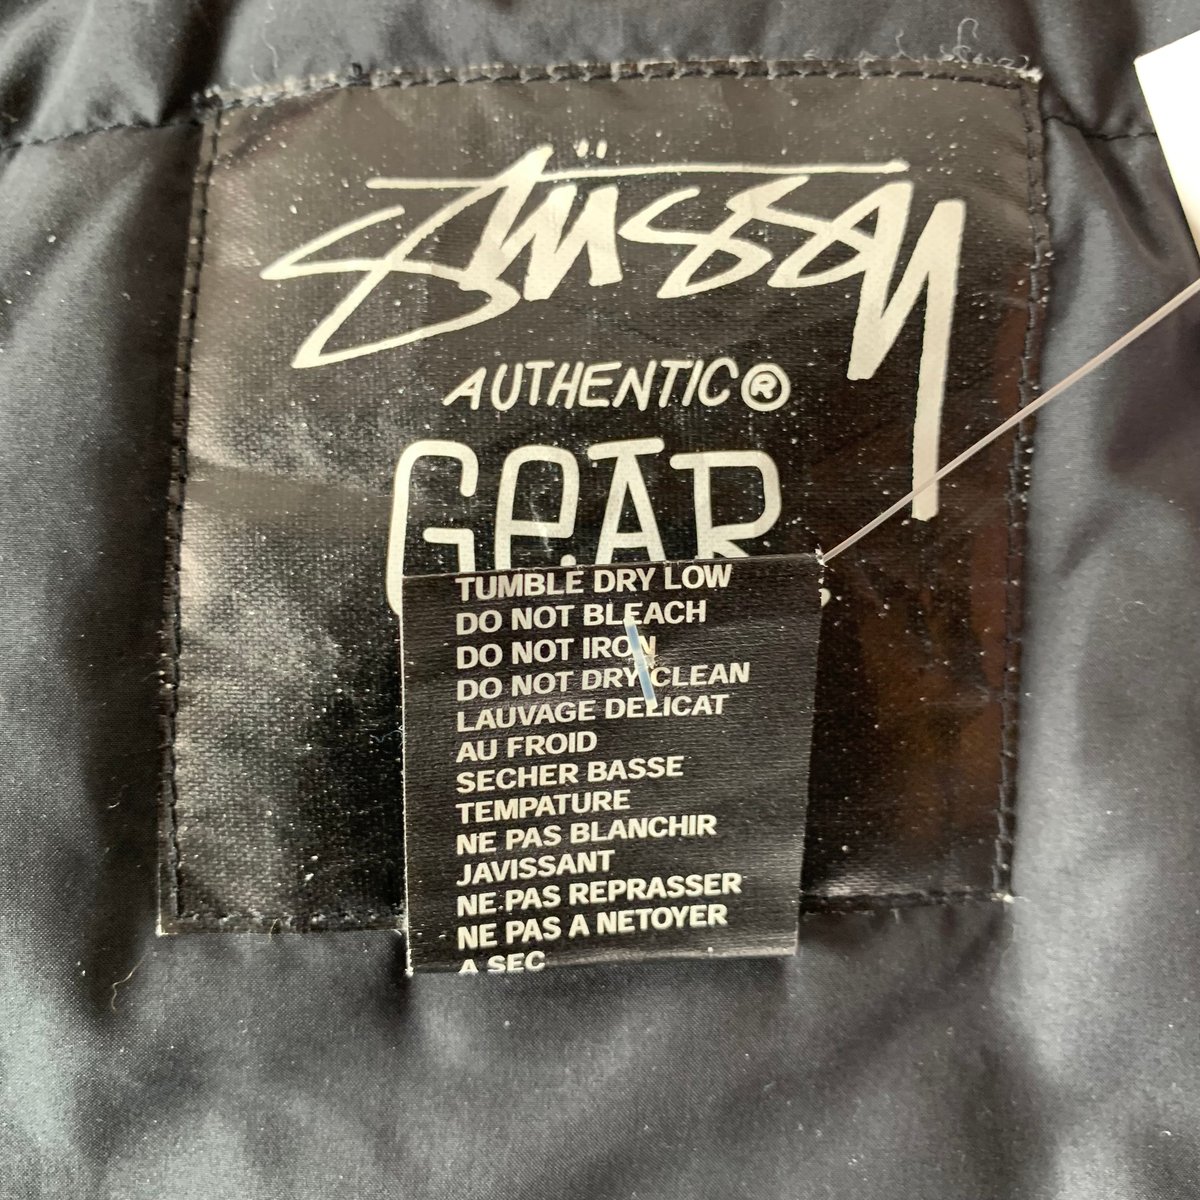 Stüssy
AUTHENTIC®
GEAR
TUMBLE DRY LOW
DO NOT BLEACH
DO NOT IRON
DO NOT DRY CLEAN
LAUVAGE DELICAT
AU FROID
SECHER BASSE
TEMPATURE
NE PAS BLANCHIR
JAVISSANT
NE PAS REPRASSER
NE PAS A NETOYER
A SEC